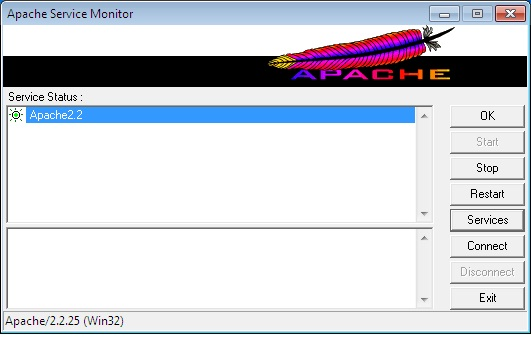 Apache Service Monitor
APACHE
Service Status :
Apache2.2
OK
Start
Stop
Restart
Services
Connect
Disconnect
Exit
Apache/2.2.25 (Win32)